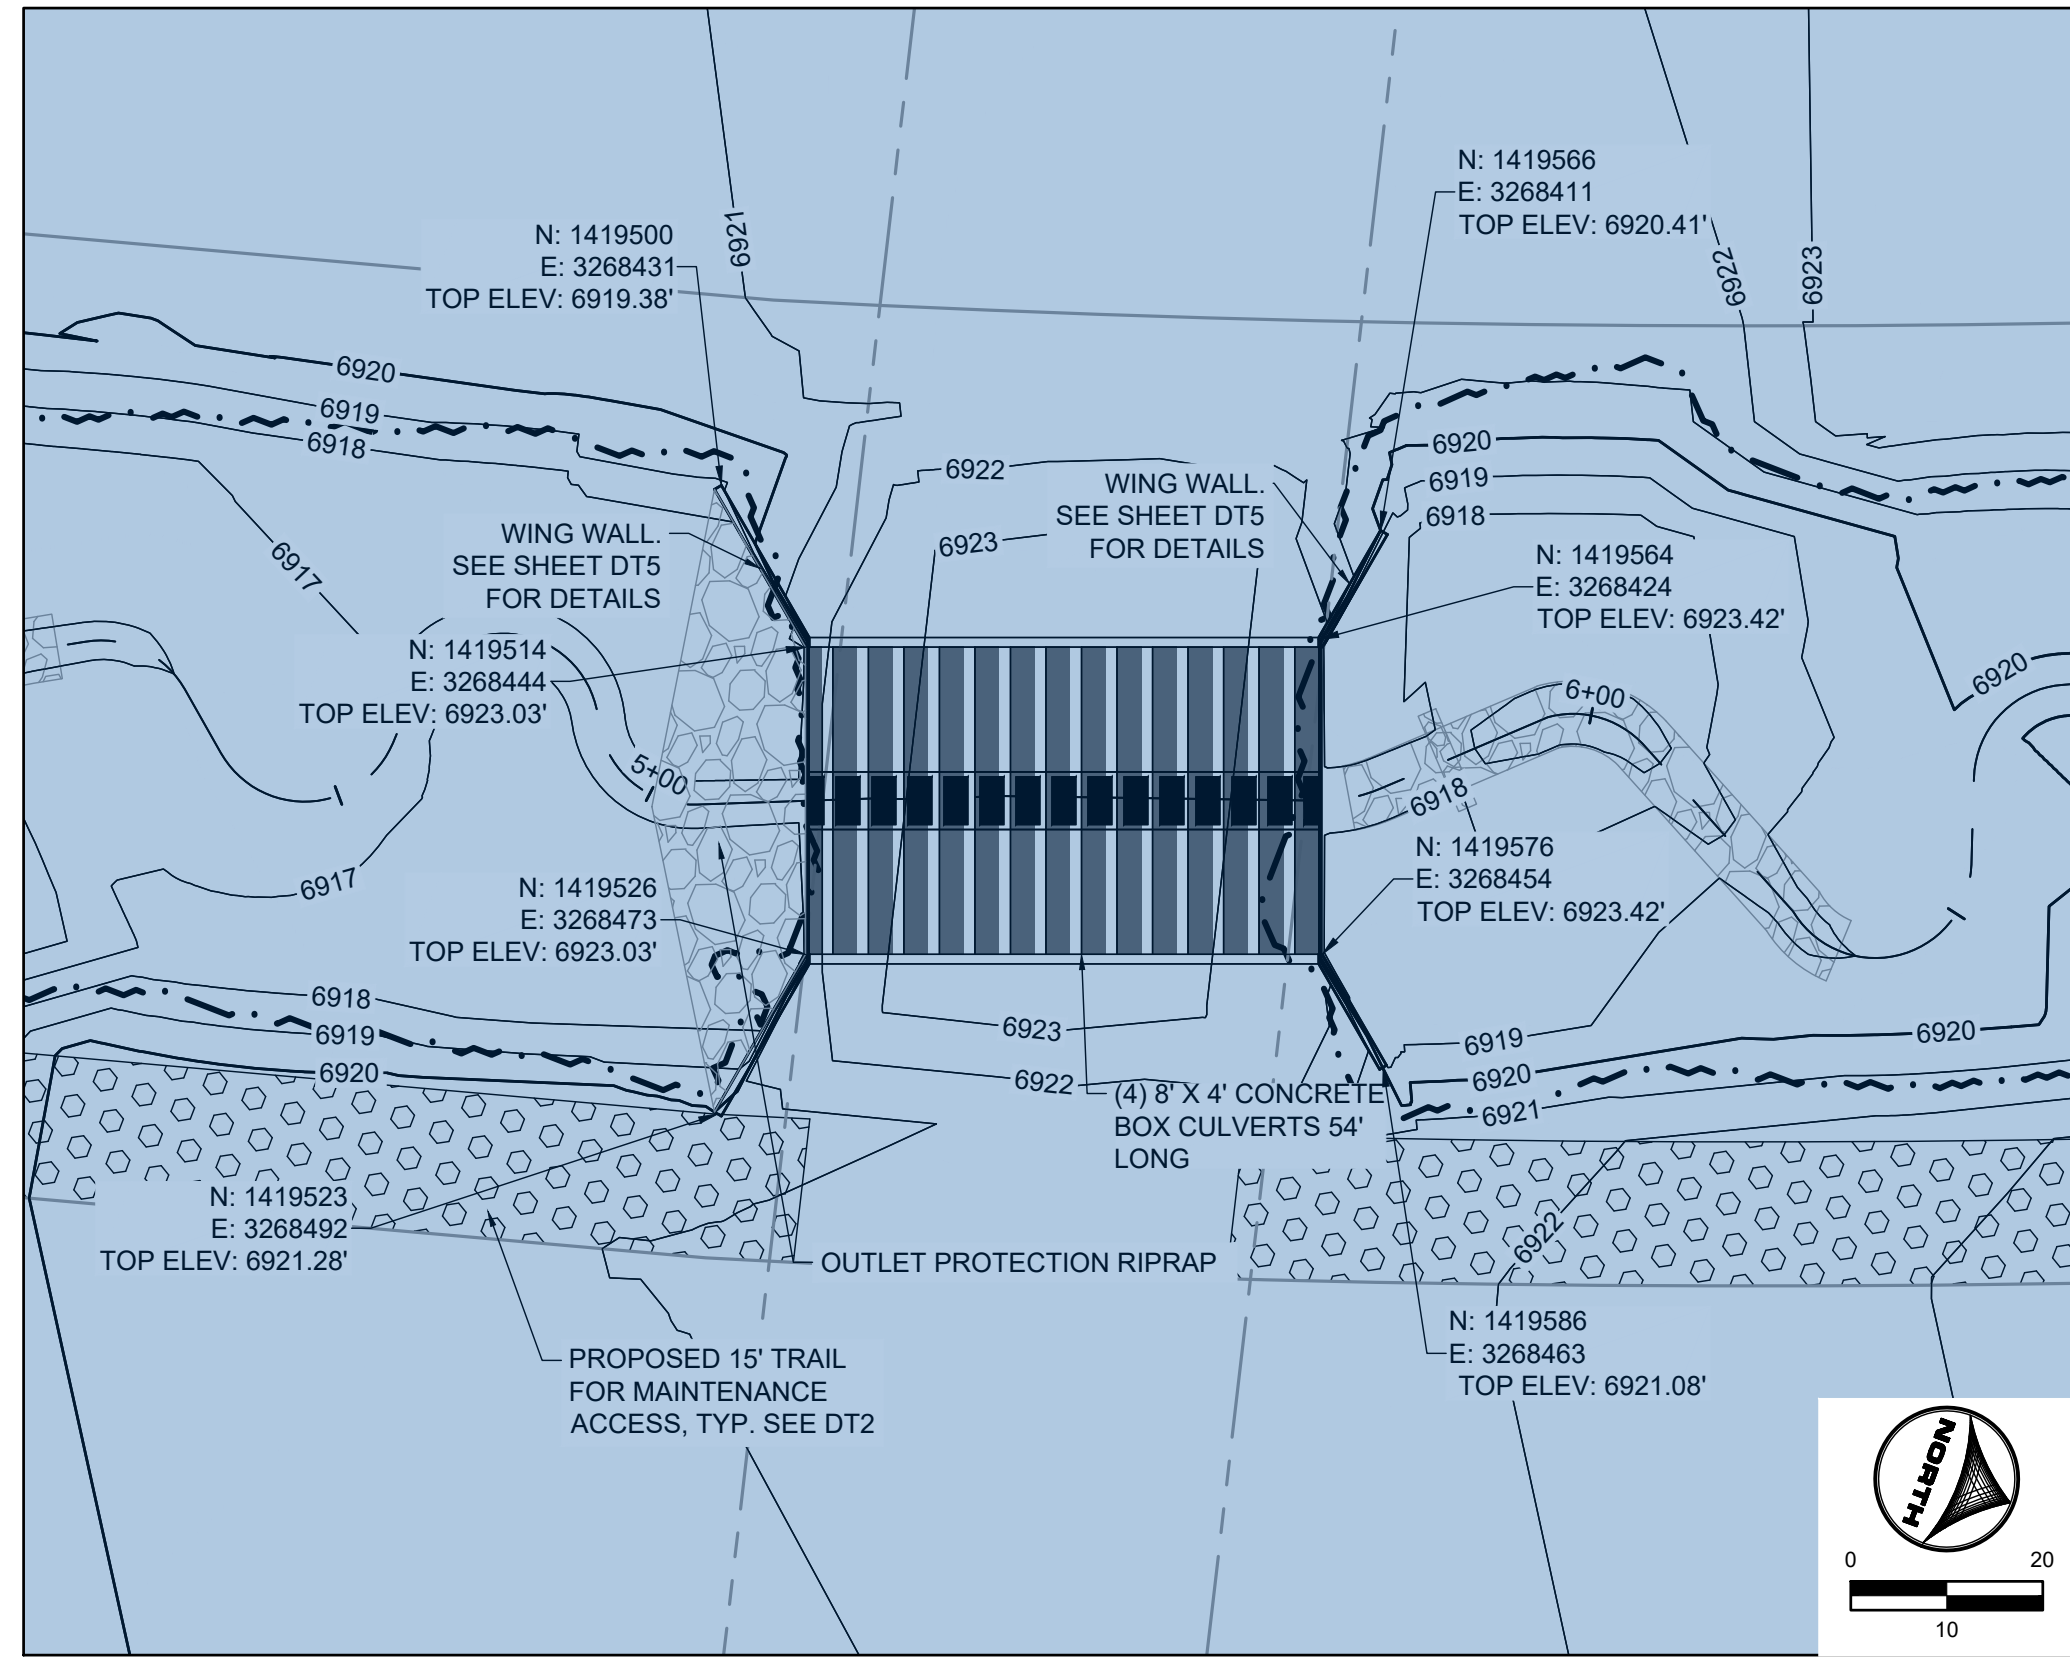 N: 1419566
E: 3268411
TOP ELEV: 6920.41'
N: 1419500
E: 3268431
TOP ELEV: 6919.38'
6921
6922
6923
6920
6919
6918
6917
6922
6923
WING WALL.
SEE SHEET DT5
FOR DETAILS
WING WALL.
SEE SHEET DT5
FOR DETAILS
6920
6919
6918
N: 1419564
E: 3268424
TOP ELEV: 6923.42'
N: 1419514
E: 3268444
TOP ELEV: 6923.03'
5+00
6+00
6920
6918
N: 1419576
E: 3268454
TOP ELEV: 6923.42'
6917
N: 1419526
E: 3268473
TOP ELEV: 6923.03'
6918
6919
6920
6923
6922
(4) 8' X 4' CONCRETE
BOX CULVERTS 54'
LONG
6919
6920
6921
6920
6922
N: 1419523
E: 3268492
TOP ELEV: 6921.28'
OUTLET PROTECTION RIPRAP
PROPOSED 15' TRAIL
FOR MAINTENANCE
ACCESS, TYP. SEE DT2
N: 1419586
E: 3268463
TOP ELEV: 6921.08'
NORTH
0
20
10